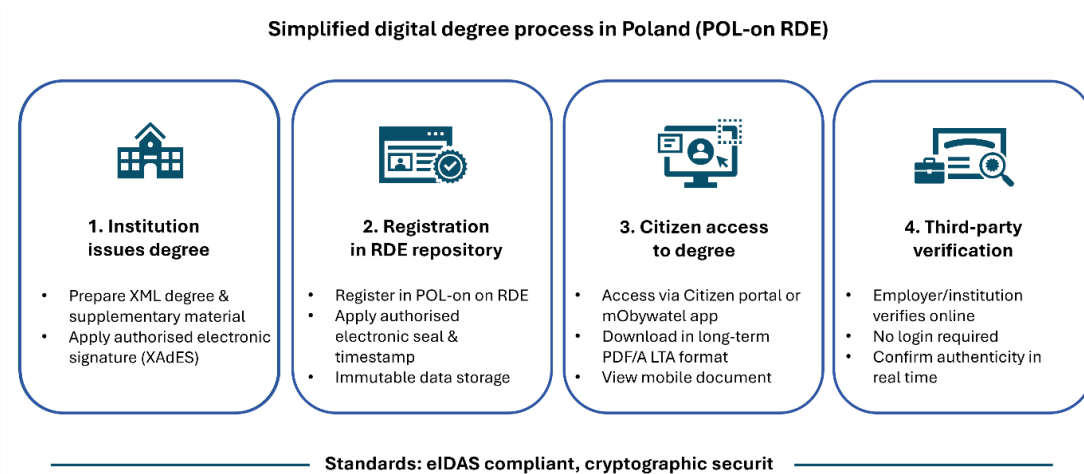 Simplified digital degree process in Poland (POL-on RDE)
1. Institution
issues degree
• Prepare XML degree &
supplementary material
• Apply authorised electronic
signature (XAdES)
2. Registration
in RDE repository
• Register in POL-on on RDE
• Apply authorised
electronic seal &
timestamp
• Immutable data storage
3. Citizen access
to degree
• Access via Citizen portal or
mObywatel app
• Download in long-term
PDF/A LTA format
• View mobile document
4. Third-party
verification
• Employer/institution
verifies online
• No login required
• Confirm authenticity in
real time
Standards: eIDAS compliant, cryptographic securit